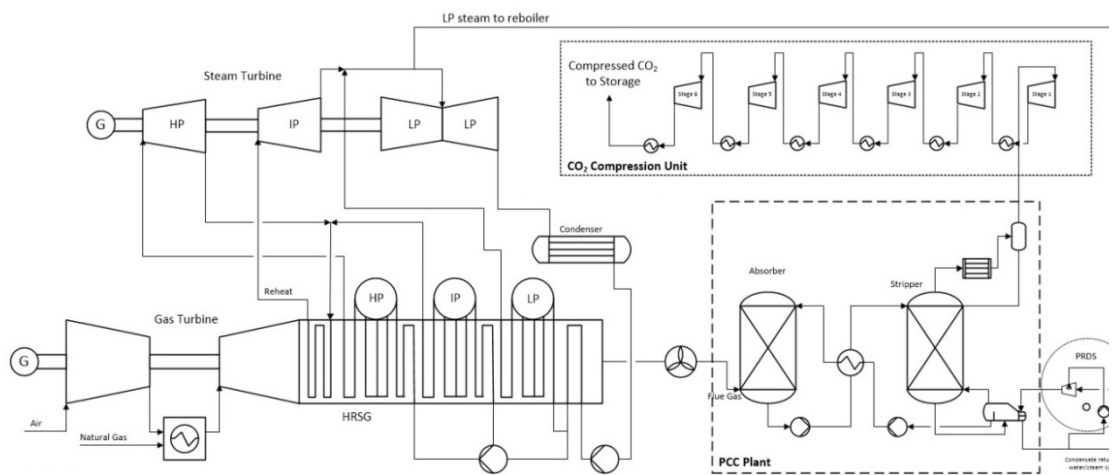 LP steam to reboiler
Compressed CO₂
to Storage
Stage 6
Stage 5
Stage 4
Stage 3
Stage 2
Stage 1
CO₂ Compression Unit
Steam Turbine
G
HP
IP
LP
LP
Condenser
Reheat
HP
IP
LP
Gas Turbine
G
Air
Natural Gas
HRSG
Absorber
Stripper
Flue Gas
PCC Plant
PRDS
Condensate